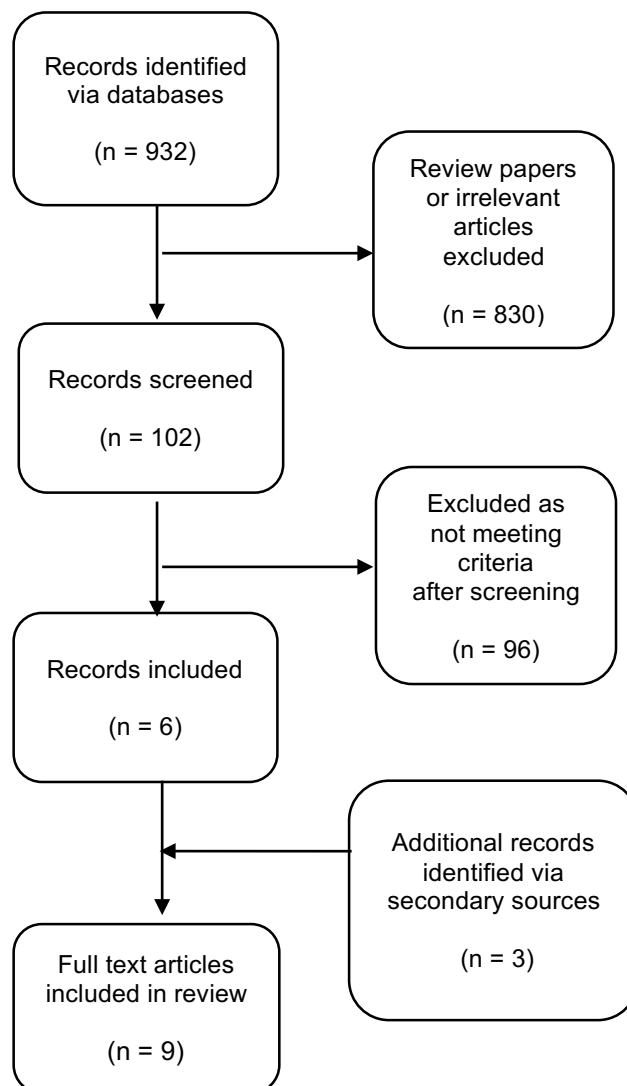 Records identified
via databases
(n = 932)
Review papers
or irrelevant
articles
excluded
(n = 830)
Records screened
(n = 102)
Excluded as
not meeting
criteria
after screening
(n = 96)
Records included
(n = 6)
Additional records
identified via
secondary sources
(n = 3)
Full text articles
included in review
(n = 9)